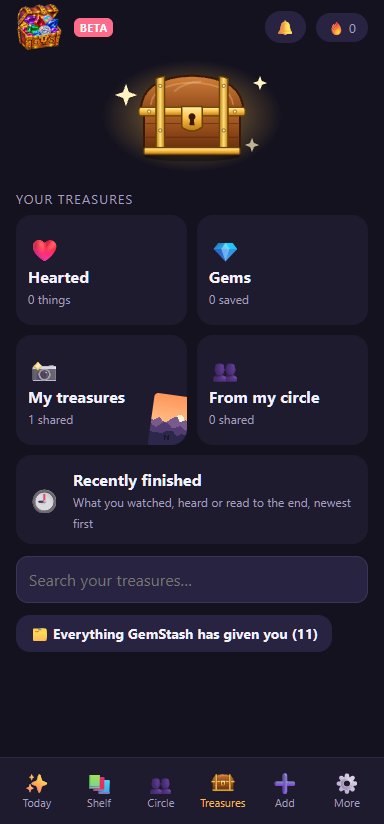 BETA
0
YOUR TREASURES
Hearted
0 things
Gems
0 saved
My treasures
1 shared
From my circle
0 shared
Recently finished
What you watched, heard or read to the end, newest
first
Search your treasures...
Everything GemStash has given you (11)
Today
Shelf
Circle
Treasures
Add
More